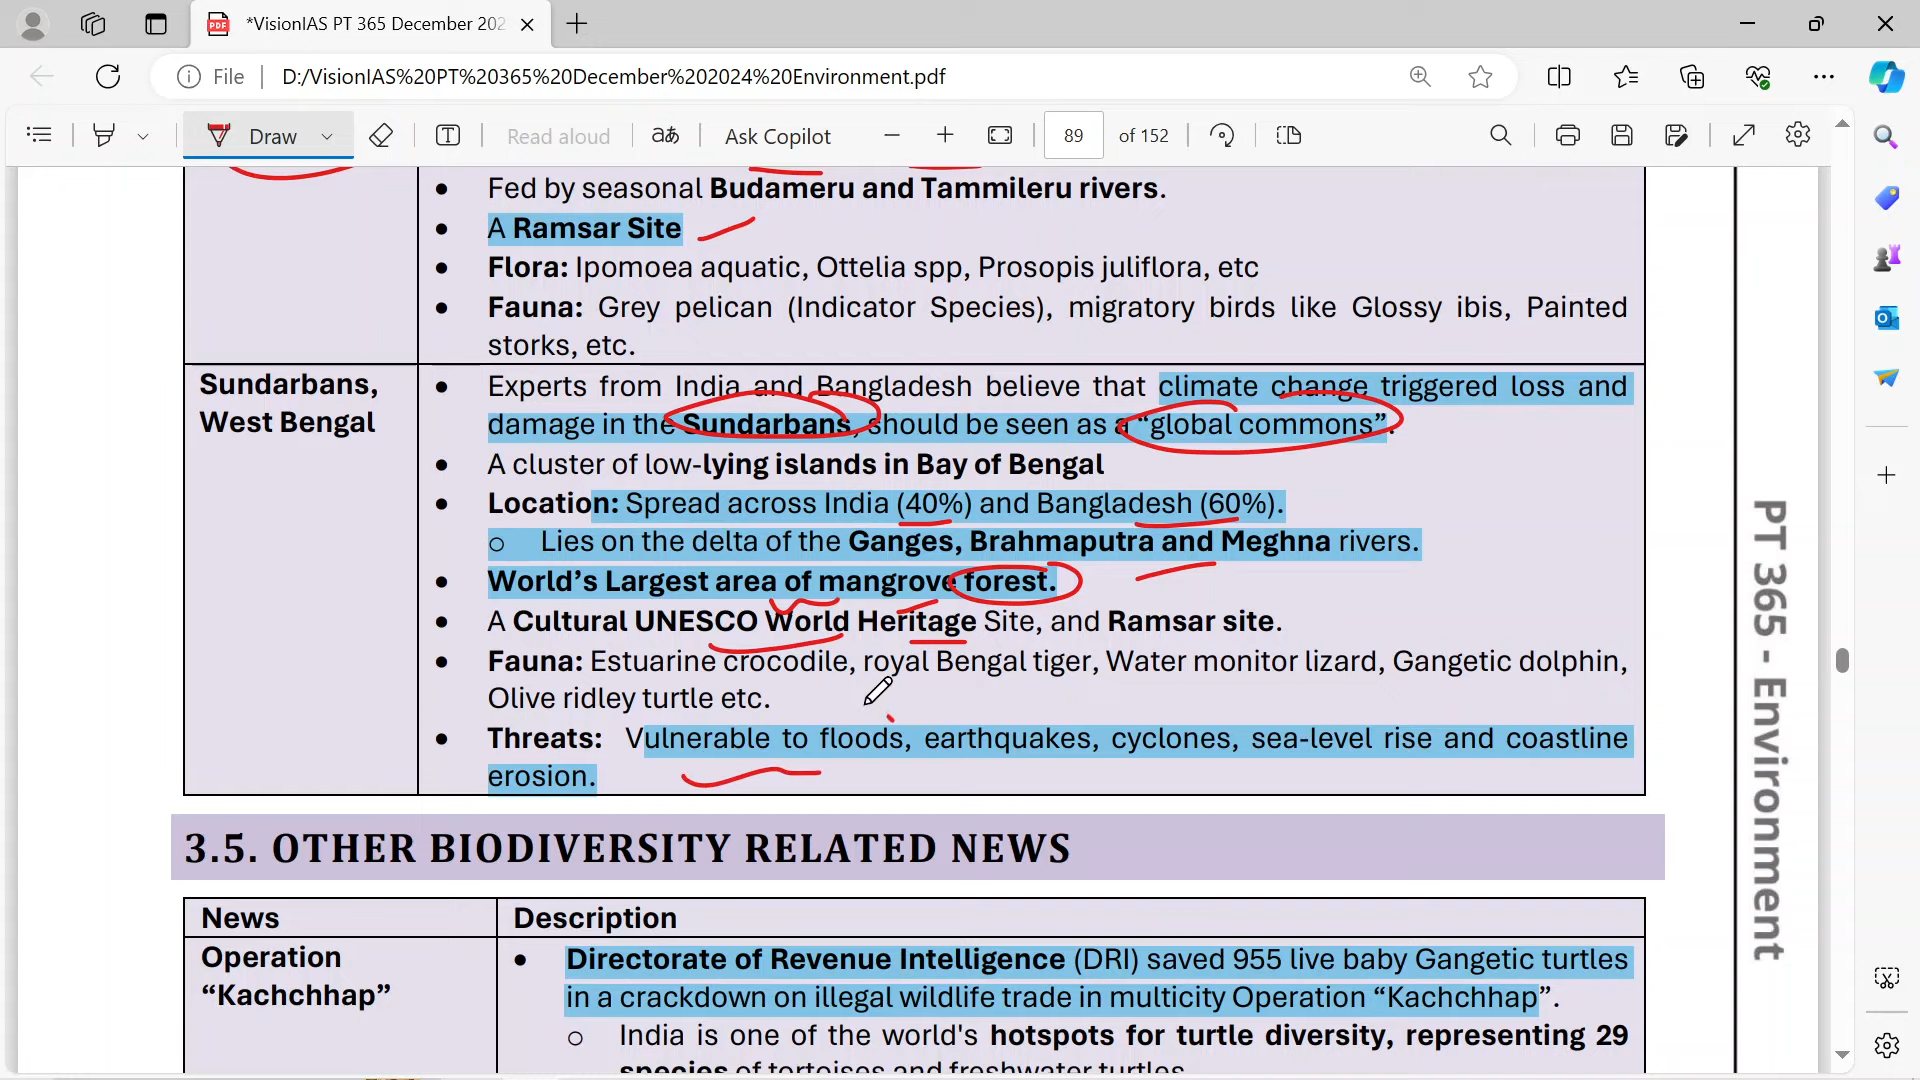 *VisionIAS PT 365 December 202
File
D:/VisionIAS%20PT%20365%20December%202024%20Environment.pdf
Draw
Read aloud
Ask Copilot
89
of 152
• Fed by seasonal Budameru and Tammileru rivers.
• A Ramsar Site
• Flora: Ipomoea aquatic, Ottelia spp, Prosopis juliflora, etc
• Fauna: Grey pelican (Indicator Species), migratory birds like Glossy ibis, Painted
storks, etc.
Sundarbans,
West Bengal
• Experts from India and Bangladesh believe that climate change triggered loss and
damage in the Sundarbans, should be seen as a “global commons”.
• A cluster of low-lying islands in Bay of Bengal
• Location: Spread across India (40%) and Bangladesh (60%).
o Lies on the delta of the Ganges, Brahmaputra and Meghna rivers.
• World’s Largest area of mangrove forest.
• A Cultural UNESCO World Heritage Site, and Ramsar site.
• Fauna: Estuarine crocodile, royal Bengal tiger, Water monitor lizard, Gangetic dolphin,
Olive ridley turtle etc.
• Threats: Vulnerable to floods, earthquakes, cyclones, sea-level rise and coastline
erosion.
3.5. OTHER BIODIVERSITY RELATED NEWS
News
Description
Operation
“Kachchhap”
• Directorate of Revenue Intelligence (DRI) saved 955 live baby Gangetic turtles
in a crackdown on illegal wildlife trade in multicity Operation “Kachchhap”.
o India is one of the world's hotspots for turtle diversity, representing 29
species of tortoises and freshwater turtles.
PT 365 - Environment